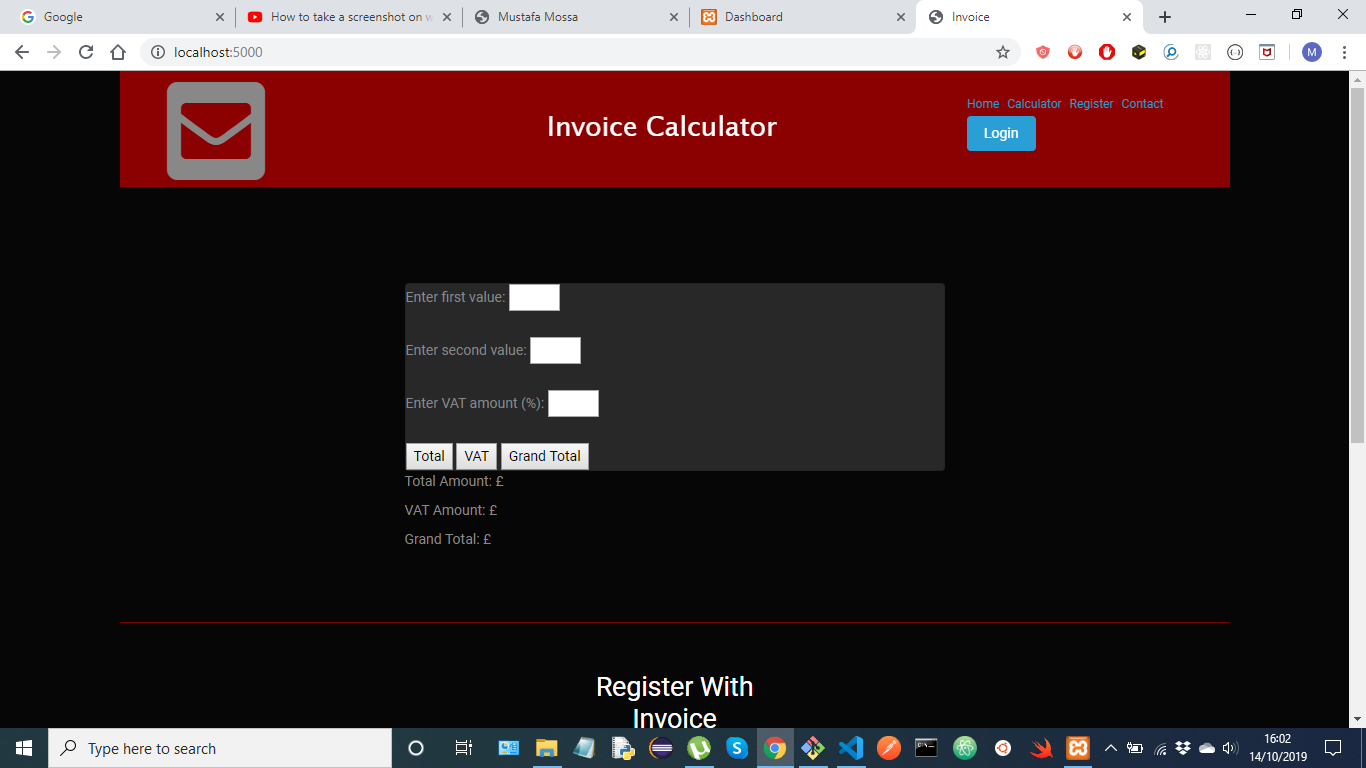 Google
How to take a screenshot on w
Mustafa Mossa
Dashboard
Invoice
localhost:5000
M
Invoice Calculator
Home Calculator Register Contact
Login
Enter first value:
Enter second value:
Enter VAT amount (%):
Total VAT Grand Total
Total Amount: £
VAT Amount: £
Grand Total: £
Register With
Invoice
Type here to search
16:02
14/10/2019